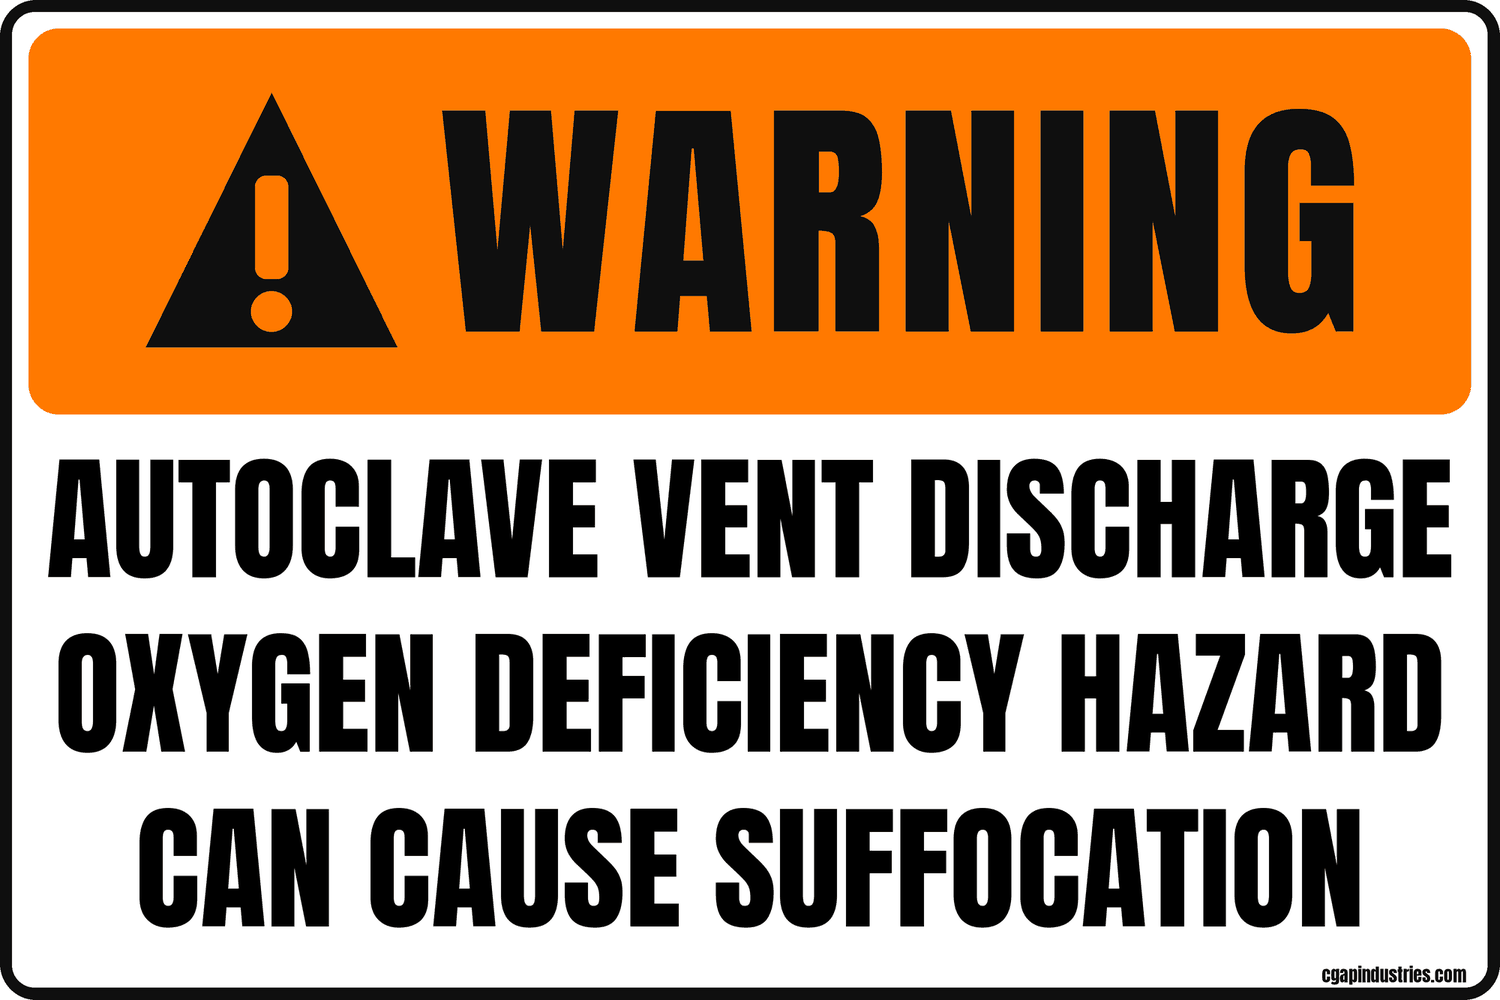 WARNING
AUTOCLAVE VENT DISCHARGE
OXYGEN DEFICIENCY HAZARD
CAN CAUSE SUFFOCATION
cgapindustries.com